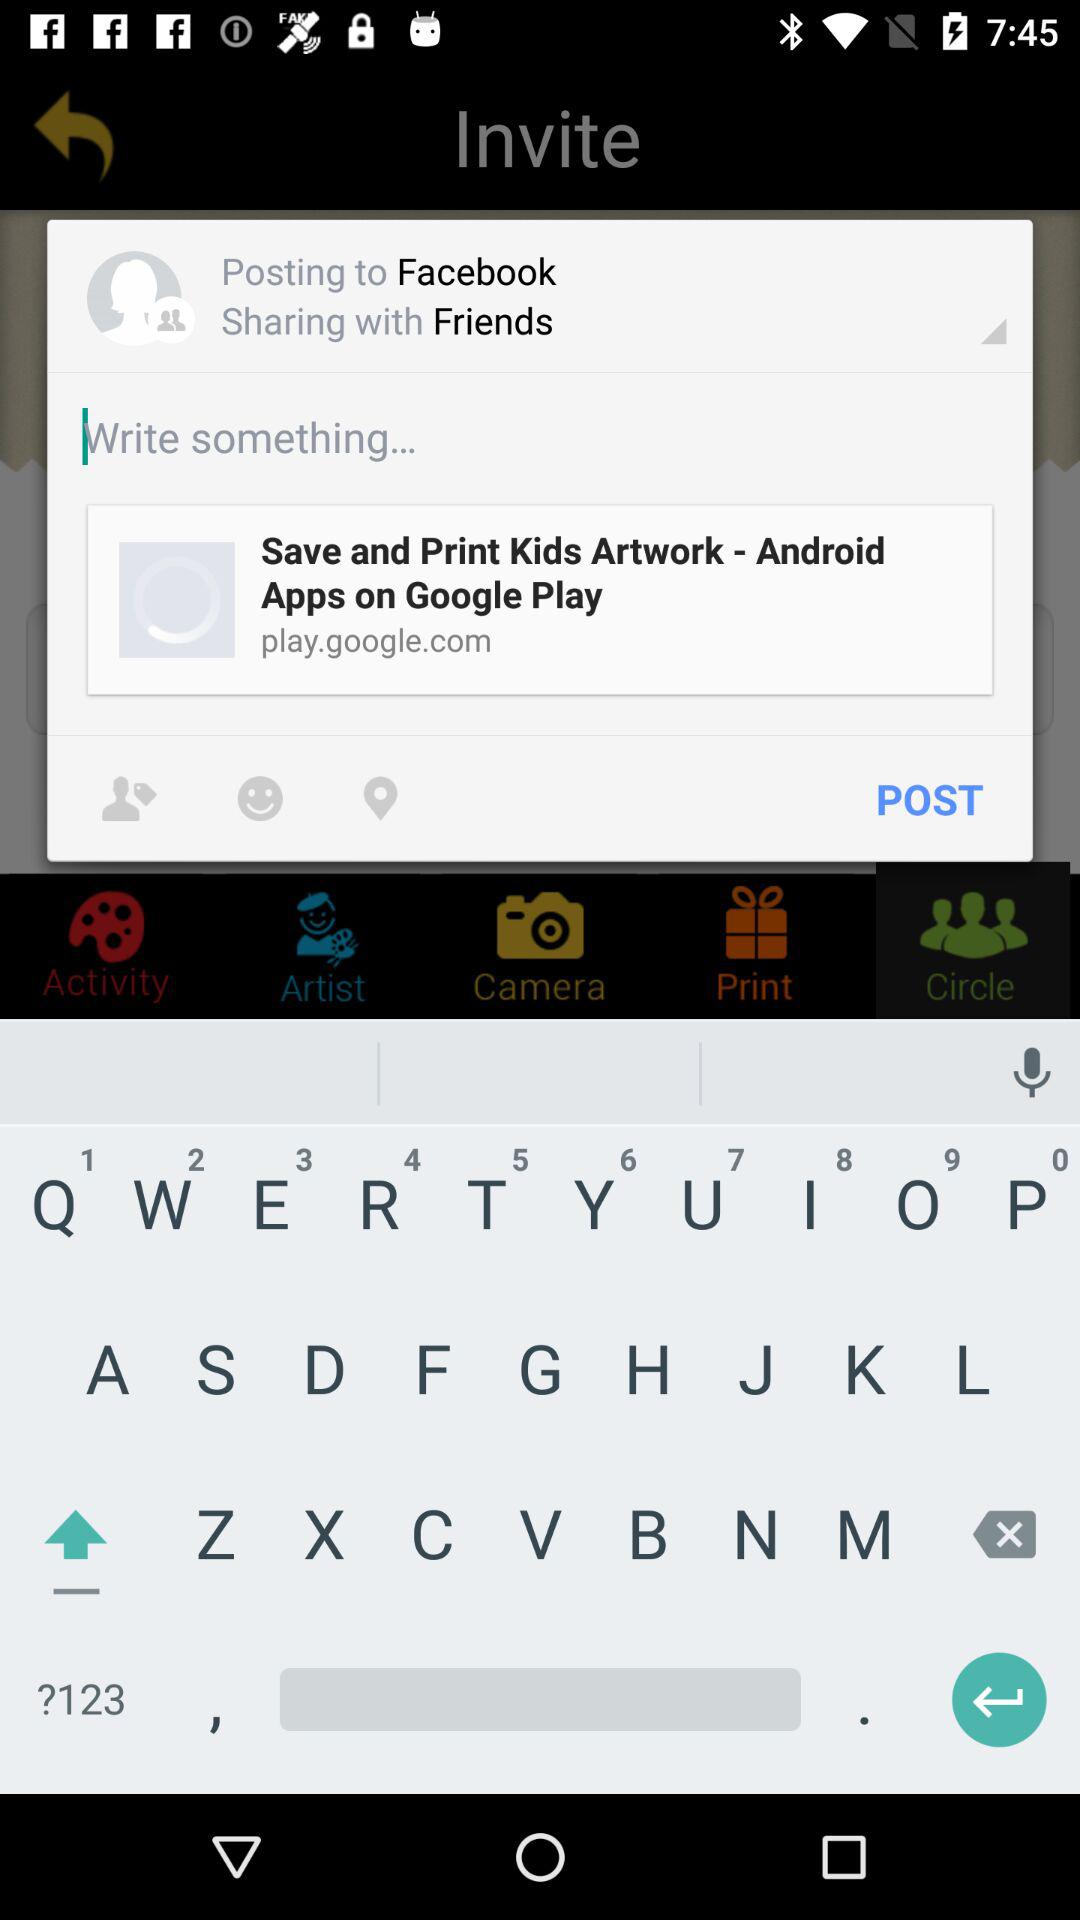 FAKE
7:45
Invite
Posting to Facebook
Sharing with Friends
Write something...
Save and Print Kids Artwork - Android
Apps on Google Play
play.google.com
POST
Activity Artist Camera Print Circle
1 2 3 4 5 6 7 8 9 0
Q W E R T Y U I O P
A S D F G H J K L
Z X C V B N M
?123 , .